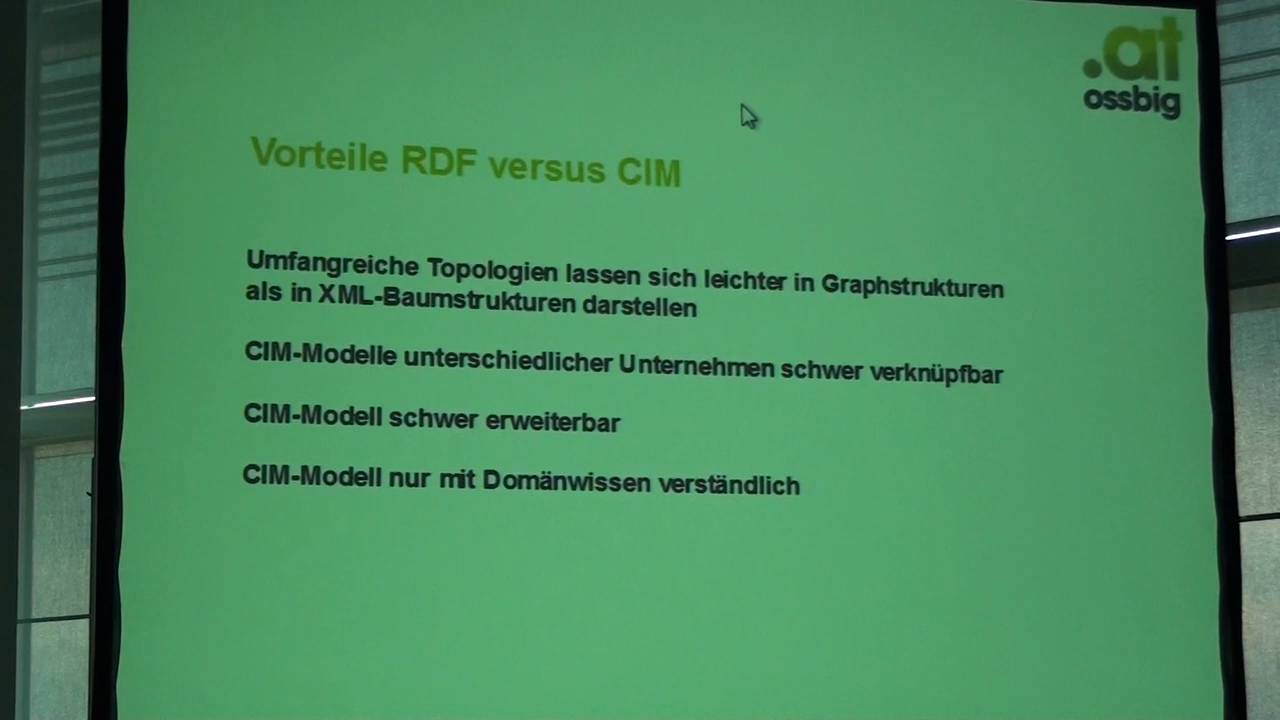 .at
ossbig
Vorteile RDF versus CIM
Umfangreiche Topologien lassen sich leichter in Graphstrukturen
als in XML-Baumstrukturen darstellen
CIM-Modelle unterschiedlicher Unternehmen schwer verknüpfbar
CIM-Modell schwer erweiterbar
CIM-Modell nur mit Domänwissen verständlich